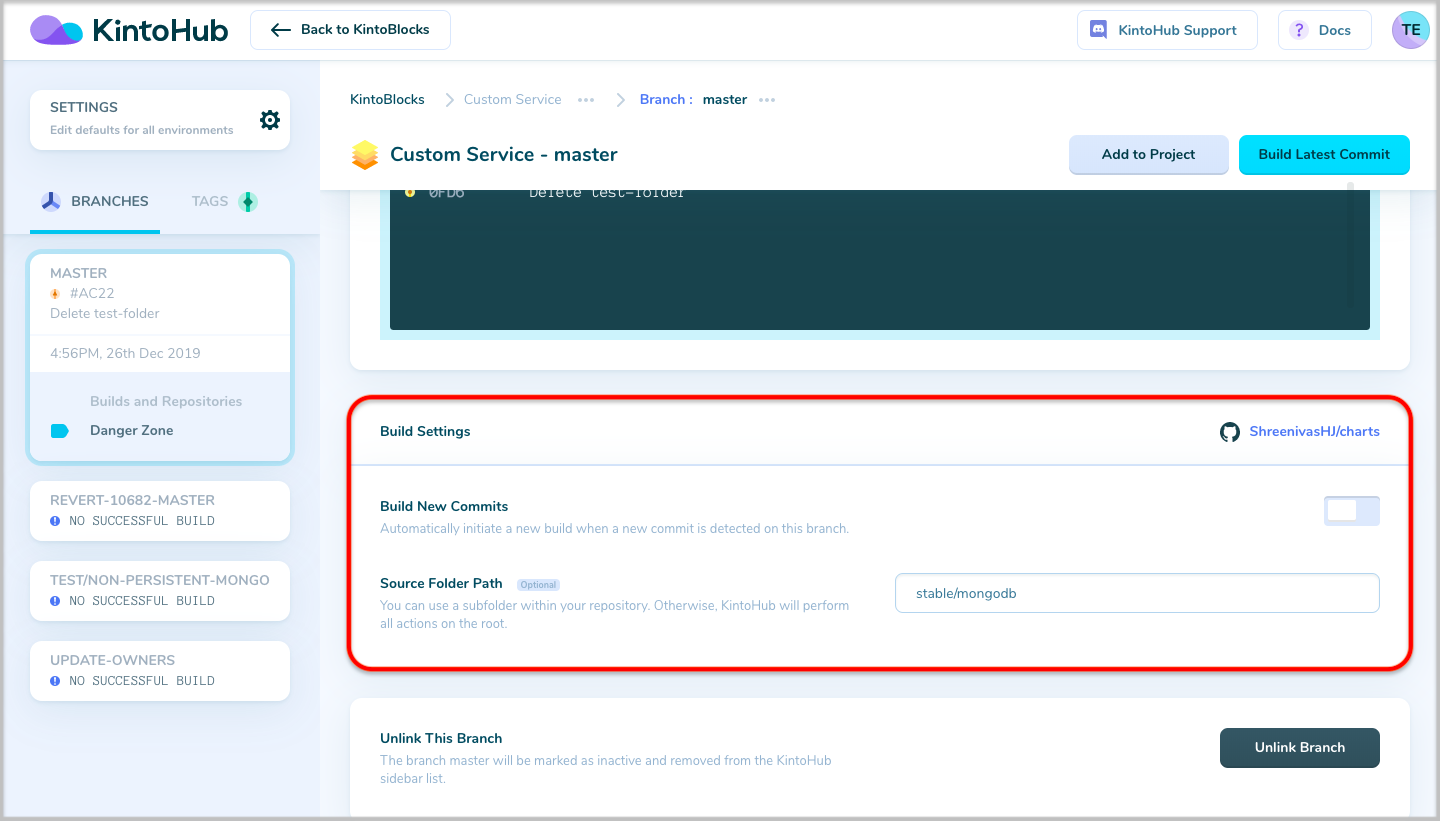 KintoHub
Back to KintoBlocks
KintoHub Support
? Docs
TE
SETTINGS
Edit defaults for all environments
BRANCHES
TAGS
MASTER
#AC22
Delete test-folder
4:56PM, 26th Dec 2019
Builds and Repositories
Danger Zone
REVERT-10682-MASTER
NO SUCCESSFUL BUILD
TEST/NON-PERSISTENT-MONGO
NO SUCCESSFUL BUILD
UPDATE-OWNERS
NO SUCCESSFUL BUILD
KintoBlocks Custom Service ••• Branch : master •••
Custom Service - master
Add to Project
Build Latest Commit
0FD6 Delete test-folder
Build Settings
ShreenivasHJ/charts
Build New Commits
Automatically initiate a new build when a new commit is detected on this branch.
Source Folder Path Optional
You can use a subfolder within your repository. Otherwise, KintoHub will perform
all actions on the root.
stable/mongodb
Unlink This Branch
The branch master will be marked as inactive and removed from the KintoHub
sidebar list.
Unlink Branch